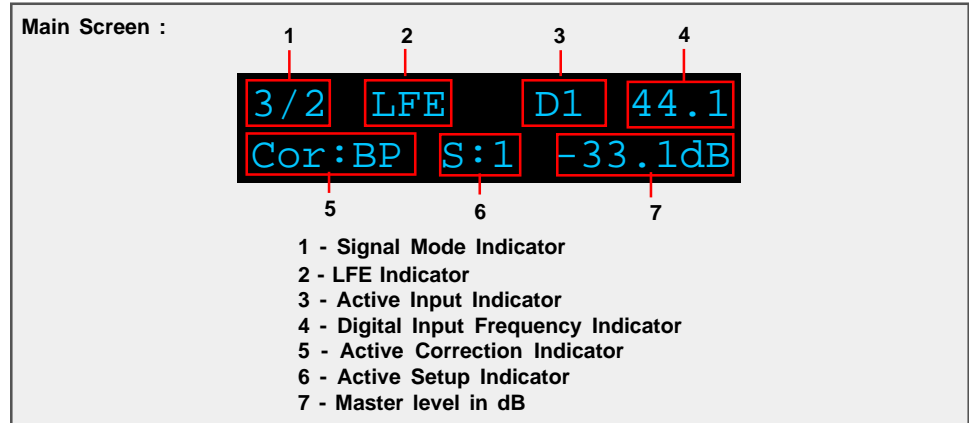 Main Screen :
1 2 3 4
3/2 LFE D1 44.1
Cor:BP S:1 -33.1dB
5 6 7
1 - Signal Mode Indicator
2 - LFE Indicator
3 - Active Input Indicator
4 - Digital Input Frequency Indicator
5 - Active Correction Indicator
6 - Active Setup Indicator
7 - Master level in dB